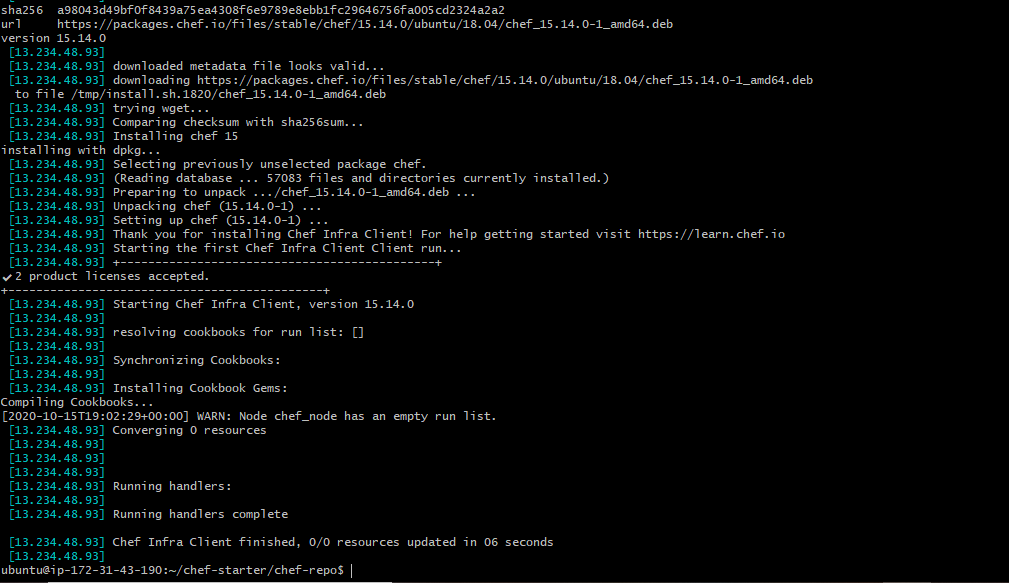 sha256  a98043d49bf0f8439a75ea4308f6e9789e8ebb1fc29646756fa005cd2324a2a2
url     https://packages.chef.io/files/stable/chef/15.14.0/ubuntu/18.04/chef_15.14.0-1_amd64.deb
version 15.14.0
[13.234.48.93]
[13.234.48.93] downloaded metadata file looks valid...
[13.234.48.93] downloading https://packages.chef.io/files/stable/chef/15.14.0/ubuntu/18.04/chef_15.14.0-1_amd64.deb
to file /tmp/install.sh.1820/chef_15.14.0-1_amd64.deb
[13.234.48.93] trying wget...
[13.234.48.93] Comparing checksum with sha256sum...
[13.234.48.93] Installing chef 15
installing with dpkg...
[13.234.48.93] Selecting previously unselected package chef.
[13.234.48.93] (Reading database ... 57083 files and directories currently installed.)
[13.234.48.93] Preparing to unpack .../chef_15.14.0-1_amd64.deb ...
[13.234.48.93] Unpacking chef (15.14.0-1) ...
[13.234.48.93] Setting up chef (15.14.0-1) ...
[13.234.48.93] Thank you for installing Chef Infra Client! For help getting started visit https://learn.chef.io
[13.234.48.93] Starting the first Chef Infra Client Client run...
[13.234.48.93] +---------------------------------------------+
✔ 2 product licenses accepted.
+---------------------------------------------+
[13.234.48.93] Starting Chef Infra Client, version 15.14.0
[13.234.48.93]
[13.234.48.93] resolving cookbooks for run list: []
[13.234.48.93]
[13.234.48.93] Synchronizing Cookbooks:
[13.234.48.93]
[13.234.48.93] Installing Cookbook Gems:
Compiling Cookbooks...
[2020-10-15T19:02:29+00:00] WARN: Node chef_node has an empty run list.
[13.234.48.93] Converging 0 resources
[13.234.48.93]
[13.234.48.93]
[13.234.48.93]
[13.234.48.93] Running handlers:
[13.234.48.93]
[13.234.48.93] Running handlers complete
[13.234.48.93] Chef Infra Client finished, 0/0 resources updated in 06 seconds
[13.234.48.93]
ubuntu@ip-172-31-43-190:~/chef-starter/chef-repo$